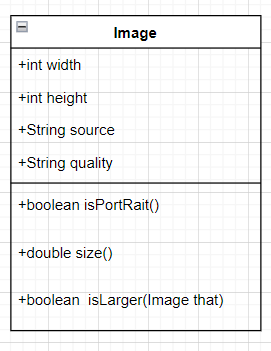 Image
+int width
+int height
+String source
+String quality
+boolean isPortRait()
+double size()
+boolean  isLarger(Image that)